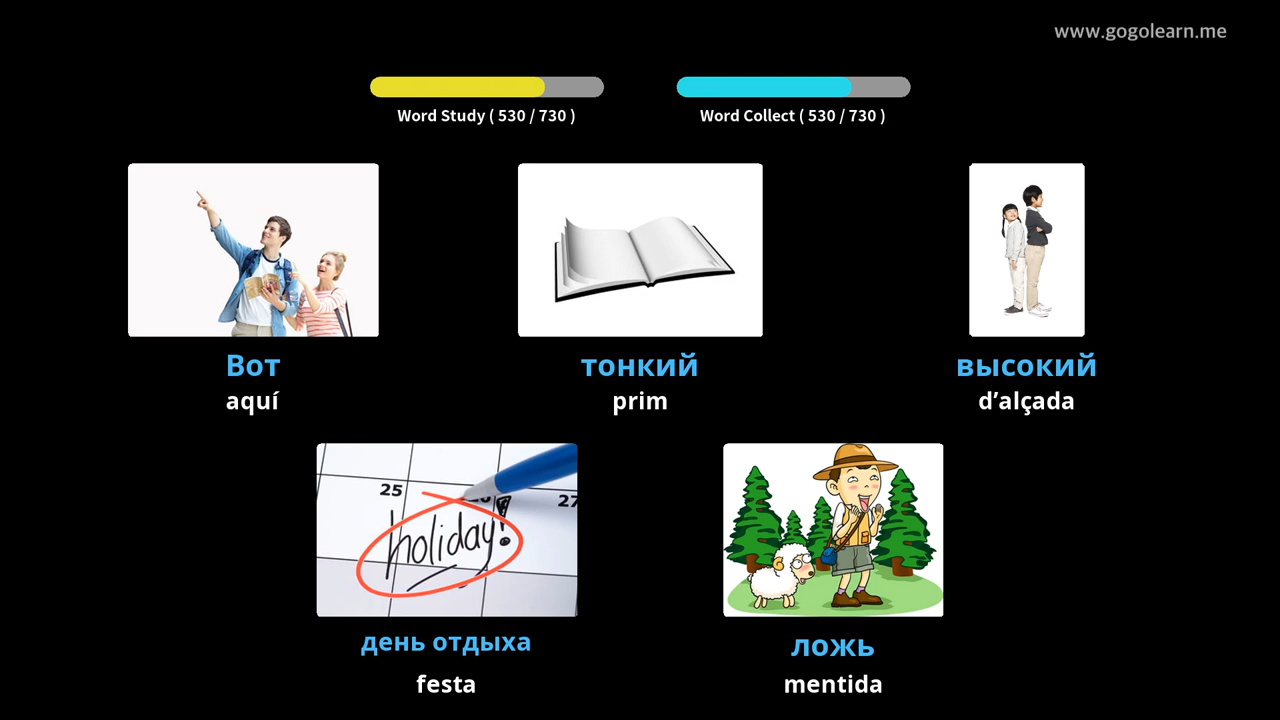 www.gogolearn.me
Word Study ( 530 / 730 )
Word Collect ( 530 / 730 )
Вот
aquí
тонкий
prim
высокий
d’alçada
25
27
holiday!
день отдыха
festa
ложь
mentida